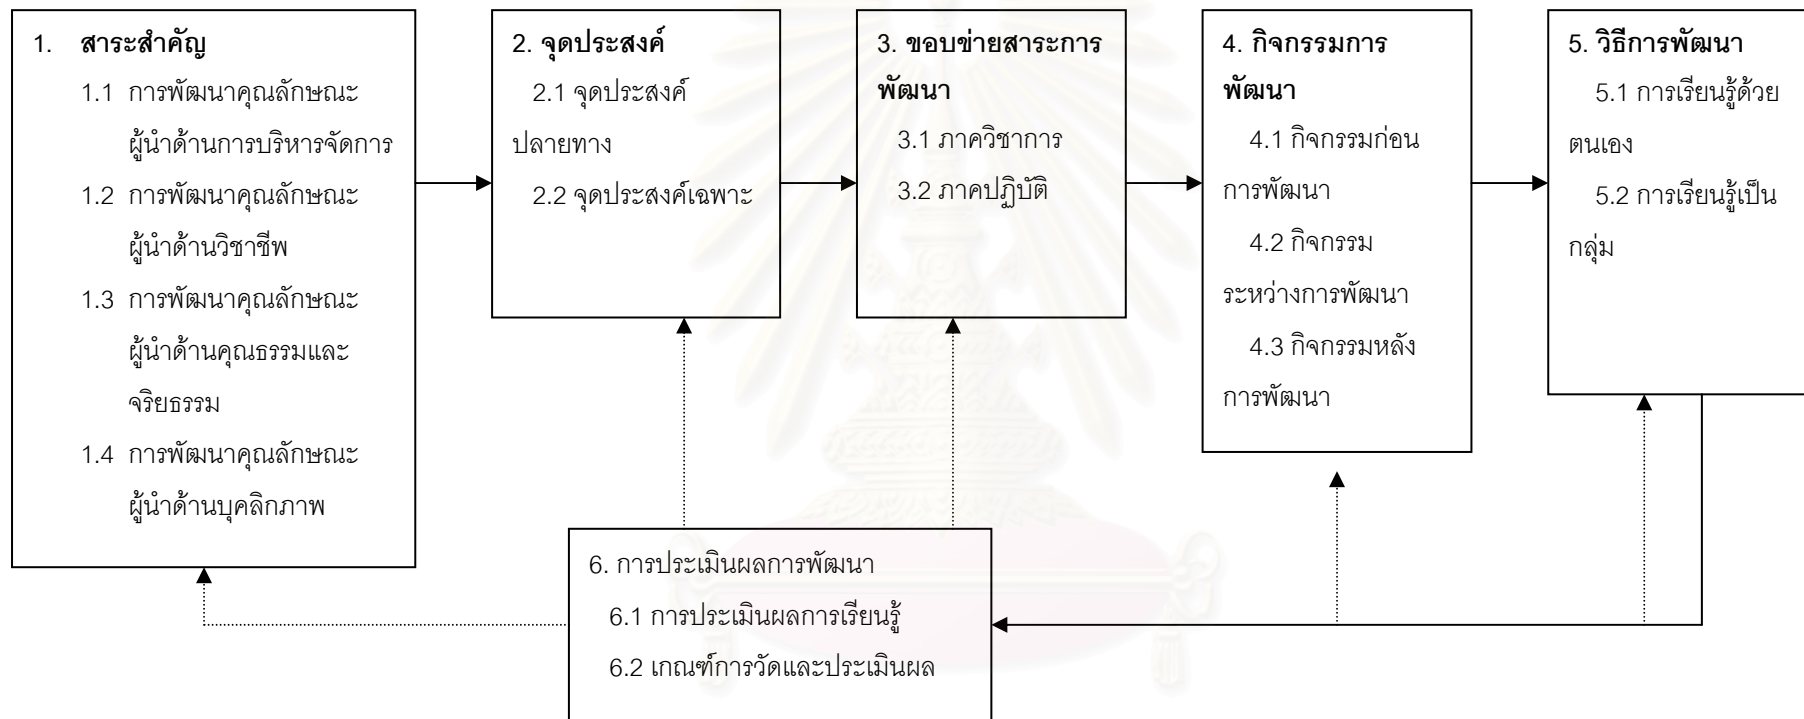 1. สาระสำคัญ
1.1 การพัฒนาคุณลักษณะ
ผู้นำด้านการบริหารจัดการ
1.2 การพัฒนาคุณลักษณะ
ผู้นำด้านวิชาชีพ
1.3 การพัฒนาคุณลักษณะ
ผู้นำด้านคุณธรรมและ
จริยธรรม
1.4 การพัฒนาคุณลักษณะ
ผู้นำด้านบุคลิกภาพ
2. จุดประสงค์
2.1 จุดประสงค์
ปลายทาง
2.2 จุดประสงค์เฉพาะ
3. ขอบข่ายสาระการ
พัฒนา
3.1 ภาควิชาการ
3.2 ภาคปฏิบัติ
4. กิจกรรมการ
พัฒนา
4.1 กิจกรรมก่อน
การพัฒนา
4.2 กิจกรรม
ระหว่างการพัฒนา
4.3 กิจกรรมหลัง
การพัฒนา
5. วิธีการพัฒนา
5.1 การเรียนรู้ด้วย
ตนเอง
5.2 การเรียนรู้เป็น
กลุ่ม
6. การประเมินผลการพัฒนา
6.1 การประเมินผลการเรียนรู้
6.2 เกณฑ์การวัดและประเมินผล